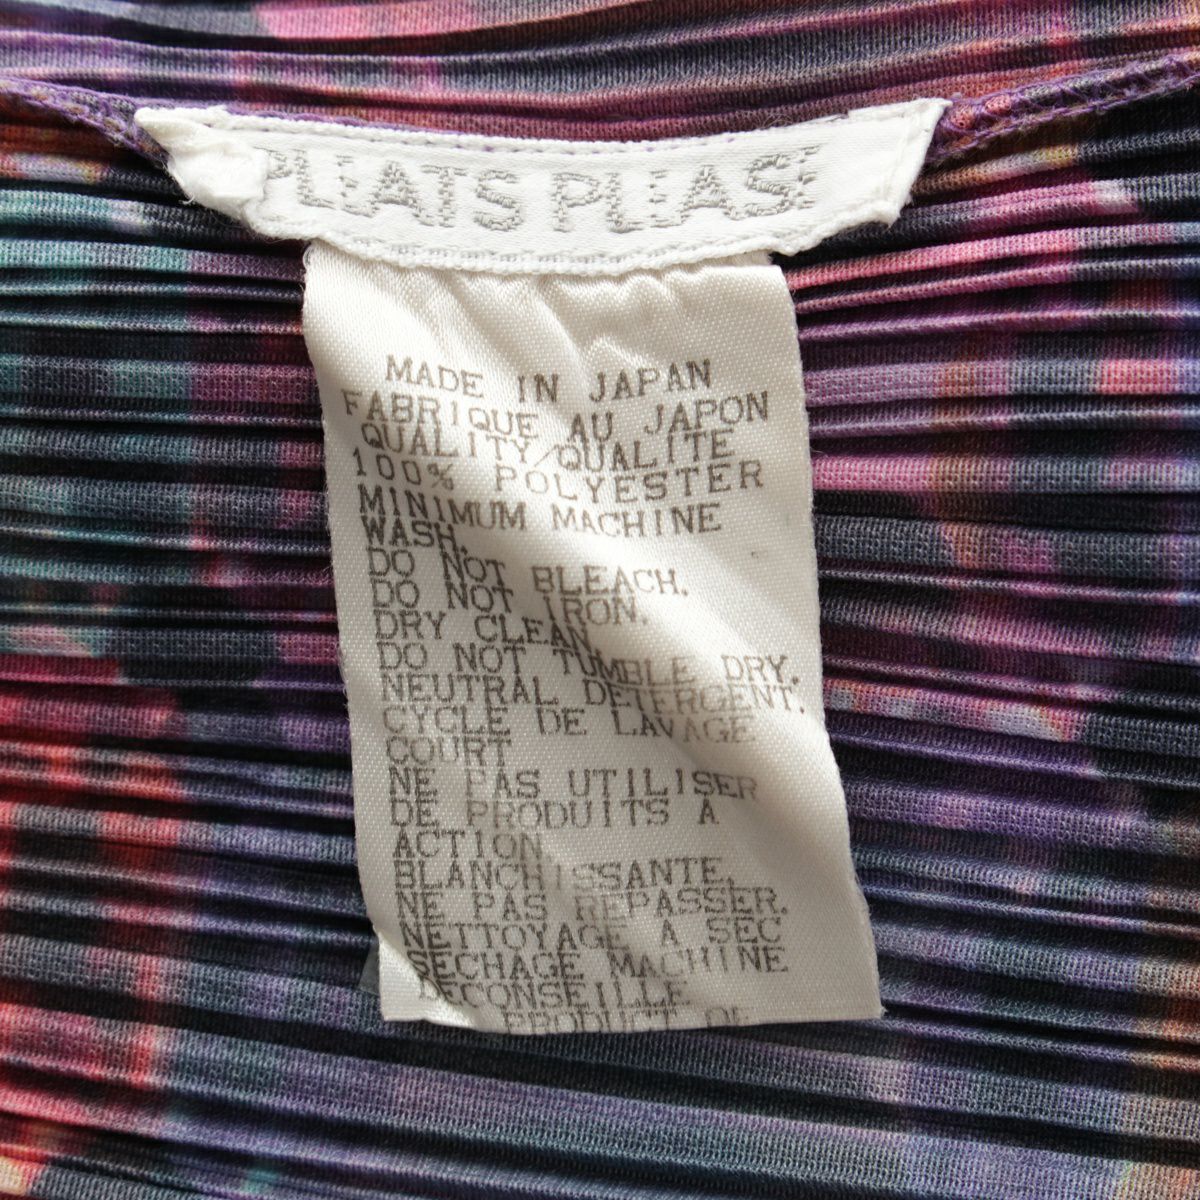 PLEATS PLEASE
MADE IN JAPAN
FABRIQUE AU JAPON
QUALITY/QUALITE
100% POLYESTER
MINIMUM MACHINE
WASH.
DO NOT BLEACH.
DO NOT IRON.
DRY CLEAN.
DO NOT TUMBLE DRY.
NEUTRAL DETERGENT.
CYCLE DE LAVAGE
COURT
NE PAS UTILISER
DE PRODUITS A
ACTION
BLANCHISSANTE.
NE PAS REPASSER.
NETTOYAGE A SEC
SECHAGE MACHINE
DECONSEILLE
PRODUCT OF